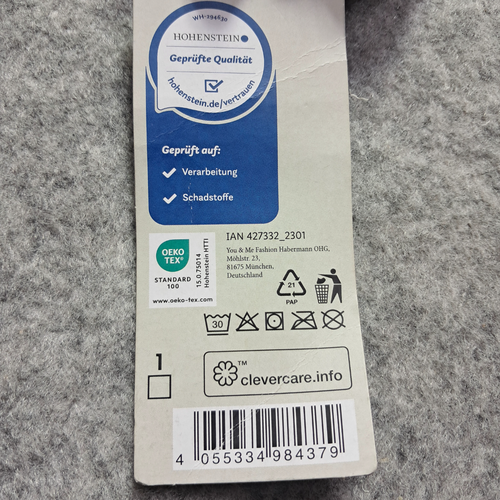 WH-294630
HOHENSTEIN
Geprüfte Qualität
hohenstein.de/vertrauen
Geprüft auf:
Verarbeitung
Schadstoffe
OEKO
TEX®
STANDARD
100
15.0.75014
Hohenstein HTTI
www.oeko-tex.com
IAN 427332_2301
You & Me Fashion Habermann OHG,
Möhlstr. 23,
81675 München,
Deutschland
21
PAP
30
1
™
clevercare.info
4 055334 984379